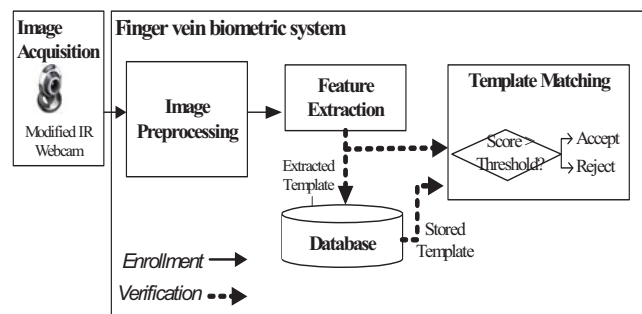 Image
Acquisition
Modified IR
Webcam
Finger vein biometric system
Image
Preprocessing
Feature
Extraction
Extracted
Template
Database
Stored
Template
Template Matching
Score >
Threshold?
Accept
Reject
Enrollment
Verification